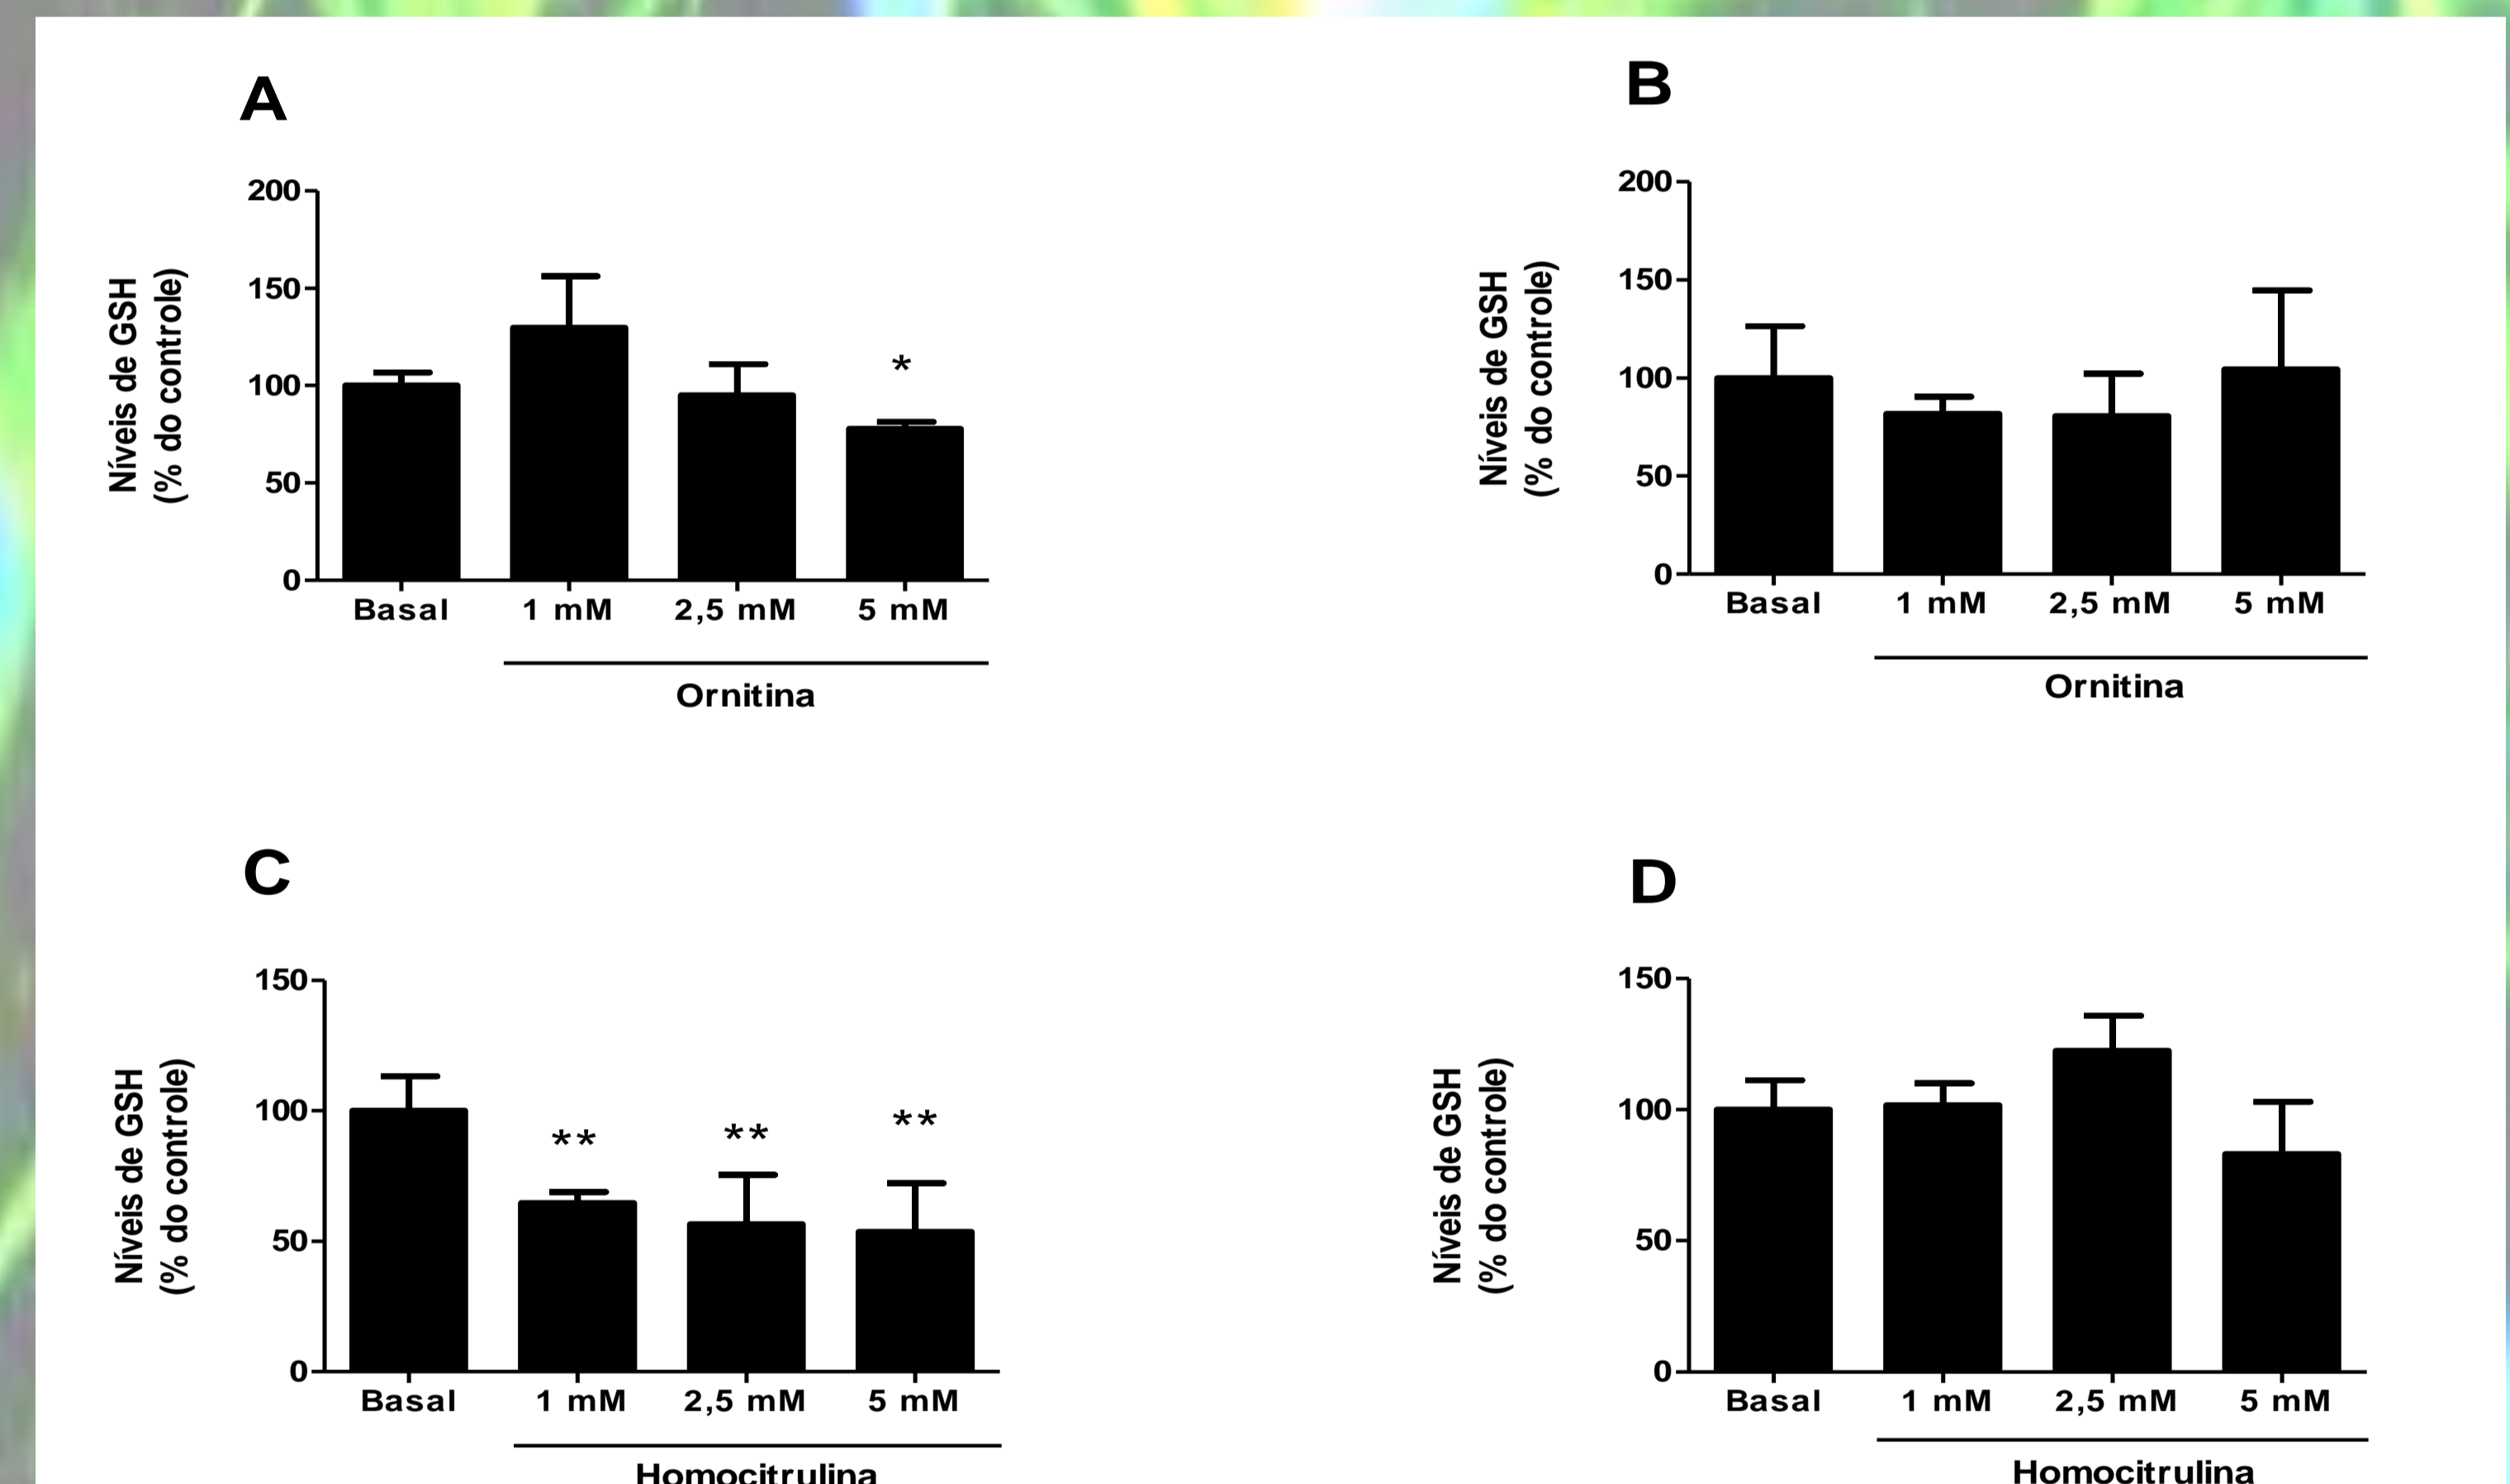 A
Níveis de GSH
(% do controle)
200
150
100
50
0
*
Basal 1 mM 2,5 mM 5 mM
Ornitina
B
Níveis de GSH
(% do controle)
200
150
100
50
0
Basal 1 mM 2,5 mM 5 mM
Ornitina
C
Níveis de GSH
(% do controle)
150
100
50
0
** ** **
Basal 1 mM 2,5 mM 5 mM
Homocitrulina
D
Níveis de GSH
(% do controle)
150
100
50
0
Basal 1 mM 2,5 mM 5 mM
Homocitrulina